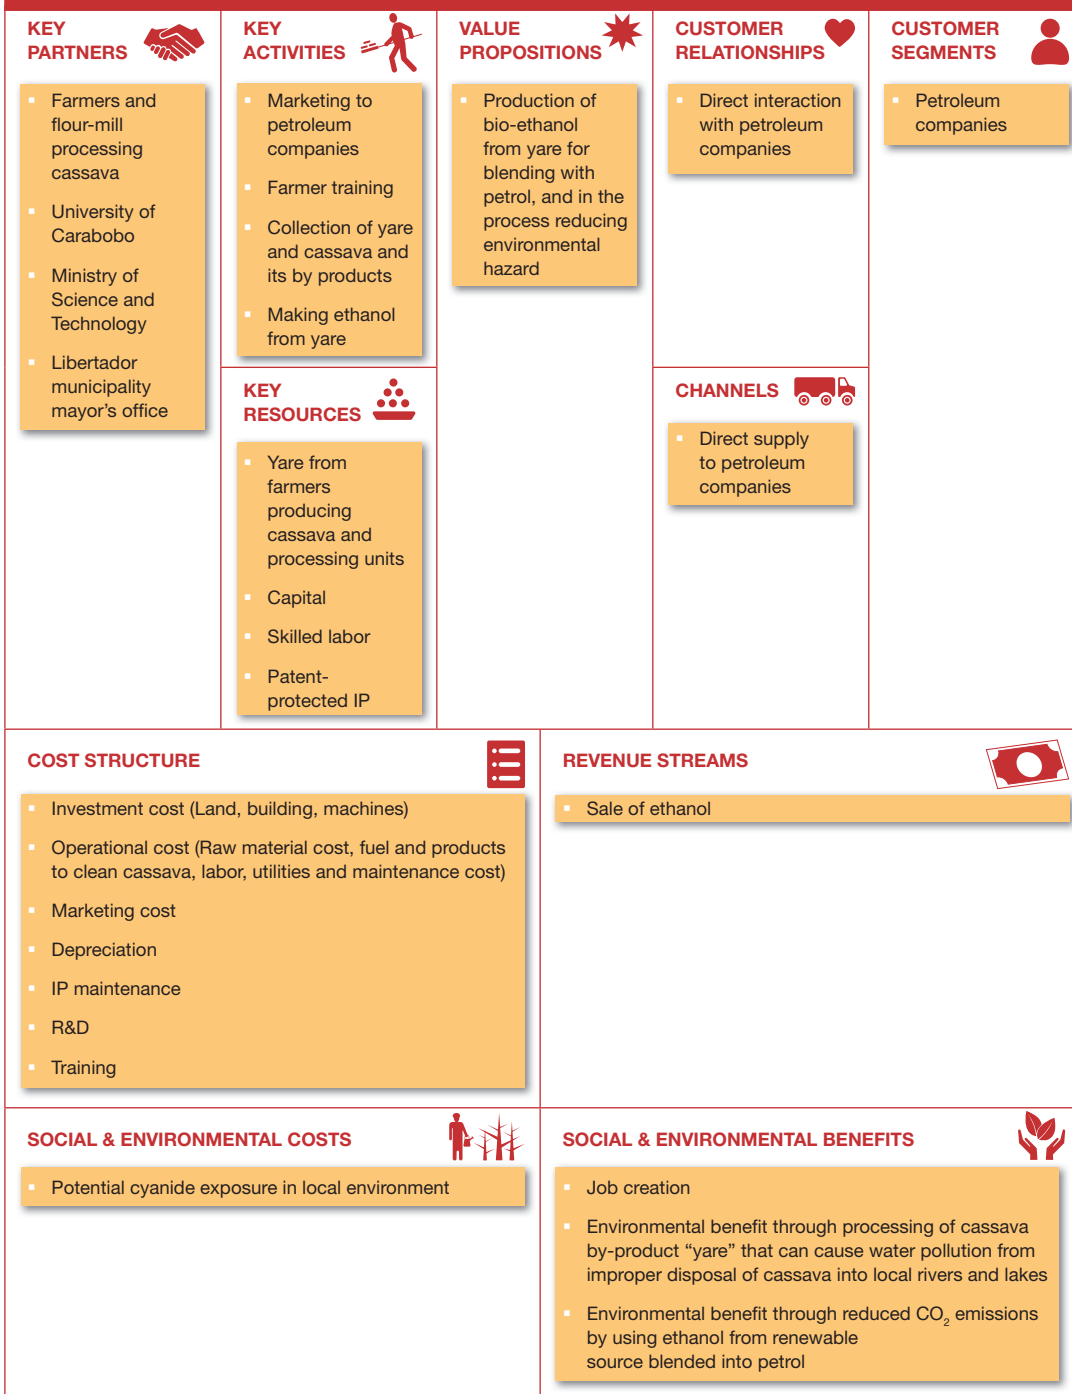 KEY
PARTNERS
Farmers and
flour-mill
processing
cassava
University of
Carabobo
Ministry of
Science and
Technology
Libertador
municipality
mayor's office
KEY
ACTIVITIES
Marketing to
petroleum
companies
Farmer training
Collection of yare
and cassava and
its by products
Making ethanol
from yare
KEY
RESOURCES
Yare from
farmers
producing
cassava and
processing units
Capital
Skilled labor
Patent-
protected IP
VALUE
PROPOSITIONS
Production of
bio-ethanol
from yare for
blending with
petrol, and in the
process reducing
environmental
hazard
CUSTOMER
RELATIONSHIPS
Direct interaction
with petroleum
companies
CHANNELS
Direct supply
to petroleum
companies
CUSTOMER
SEGMENTS
Petroleum
companies
COST STRUCTURE
Investment cost (Land, building, machines)
Operational cost (Raw material cost, fuel and products
to clean cassava, labor, utilities and maintenance cost)
Marketing cost
Depreciation
IP maintenance
R&D
Training
REVENUE STREAMS
Sale of ethanol
SOCIAL & ENVIRONMENTAL COSTS
Potential cyanide exposure in local environment
SOCIAL & ENVIRONMENTAL BENEFITS
Job creation
Environmental benefit through processing of cassava
by-product "yare" that can cause water pollution from
improper disposal of cassava into local rivers and lakes
Environmental benefit through reduced CO₂ emissions
by using ethanol from renewable
source blended into petrol